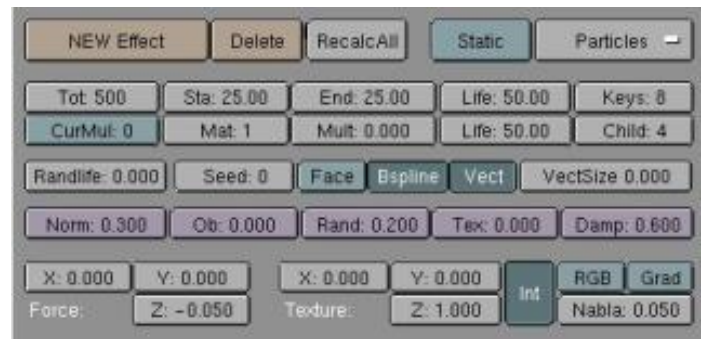 NEW Effect Delete RecalcAll Static Particles
Tot: 500 Sta: 25.00 End: 25.00 Life: 50.00 Keys: 8
CurMul: 0 Mat: 1 Mult: 0.000 Life: 50.00 Child: 4
Randlife: 0.000 Seed: 0 Face Bspline Vect VectSize 0.000
Norm: 0.300 Ob: 0.000 Rand: 0.200 Tex: 0.000 Damp: 0.600
X: 0.000 Y: 0.000 X: 0.000 Y: 0.000 Int RGB Grad
Force: Z: -0.050 Texture: Z: 1.000 Nabla: 0.050